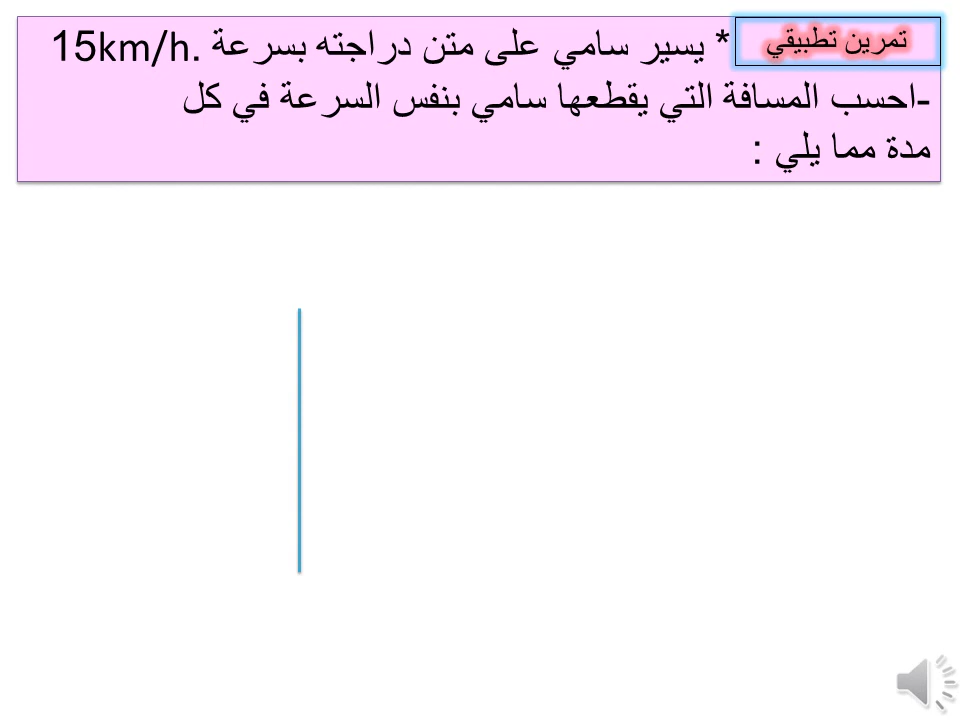 تمرين تطبيقي
* يسير سامي على متن دراجته بسرعة 15km/h.
-احسب المسافة التي يقطعها سامي بنفس السرعة في كل
مدة مما يلي :